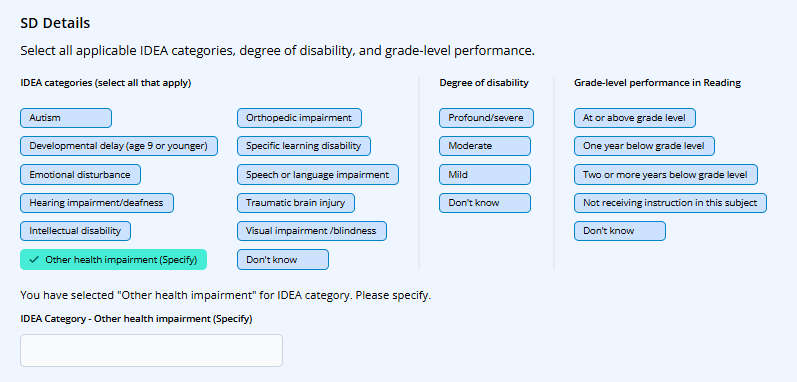 SD Details
Select all applicable IDEA categories, degree of disability, and grade-level performance.
IDEA categories (select all that apply)
Autism
Developmental delay (age 9 or younger)
Emotional disturbance
Hearing impairment/deafness
Intellectual disability
Other health impairment (Specify)
Orthopedic impairment
Specific learning disability
Speech or language impairment
Traumatic brain injury
Visual impairment /blindness
Don't know
Degree of disability
Profound/severe
Moderate
Mild
Don't know
Grade-level performance in Reading
At or above grade level
One year below grade level
Two or more years below grade level
Not receiving instruction in this subject
Don't know
You have selected "Other health impairment" for IDEA category. Please specify.
IDEA Category - Other health impairment (Specify)